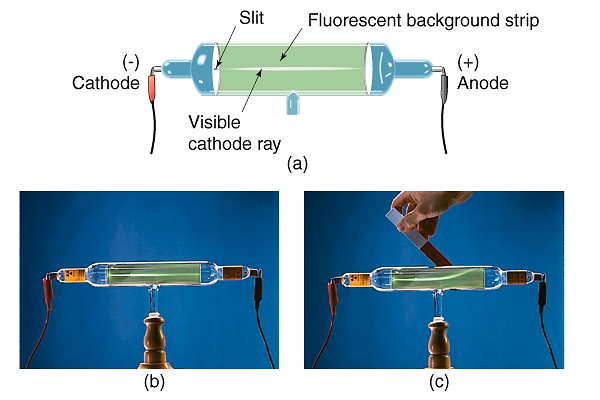 Slit
Fluorescent background strip
(-)
Cathode
(+)
Anode
Visible
cathode ray
(a)
(b)
(c)